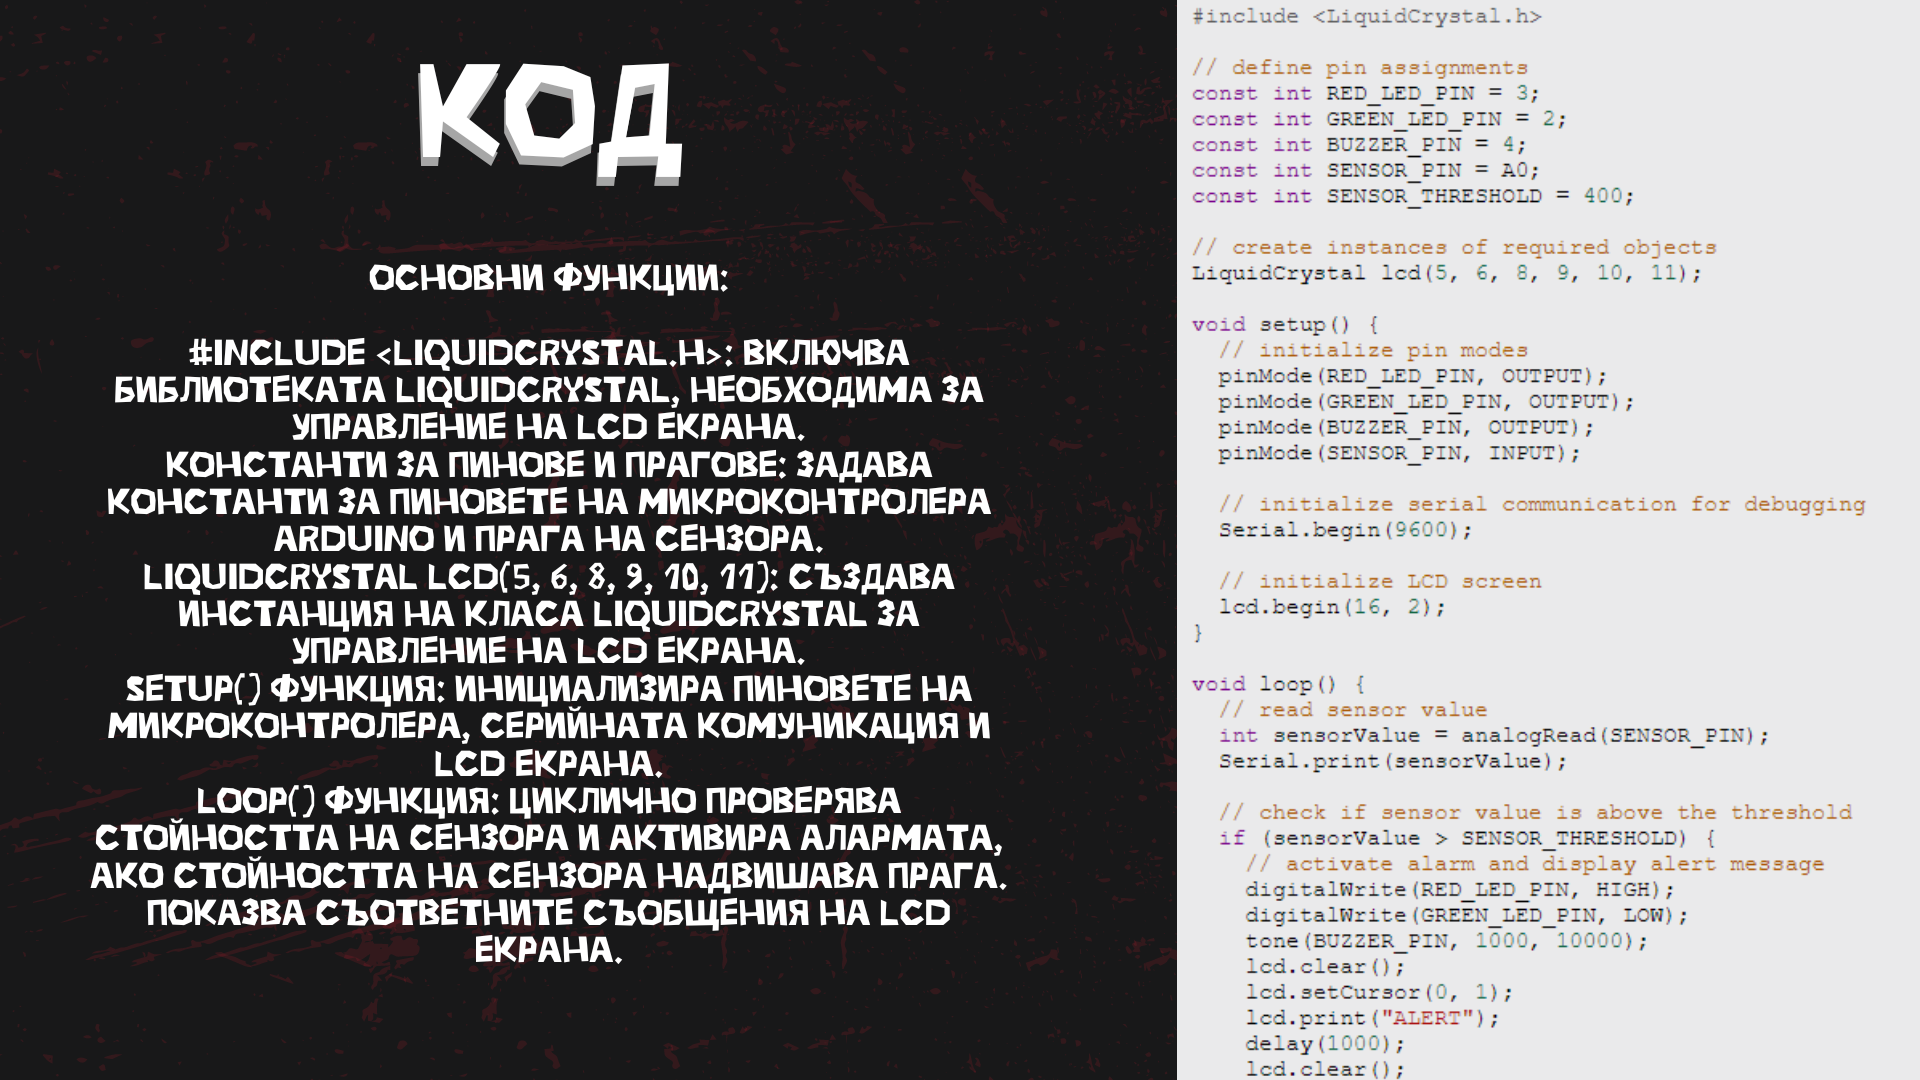 КОД
ОСНОВНИ ФУНКЦИИ:
#INCLUDE <LIQUIDCRYSTAL.H>: ВКЛЮЧВА
БИБЛИОТЕКАТА LIQUIDCRYSTAL, НЕОБХОДИМА ЗА
УПРАВЛЕНИЕ НА LCD ЕКРАНА.
КОНСТАНТИ ЗА ПИНОВЕ И ПРАГОВЕ: ЗАДАВА
КОНСТАНТИ ЗА ПИНОВЕТЕ НА МИКРОКОНТРОЛЕРА
ARDUINO И ПРАГА НА СЕНЗОРА.
LIQUIDCRYSTAL LCD(5, 6, 8, 9, 10, 11): СЪЗДАВА
ИНСТАНЦИЯ НА КЛАСА LIQUIDCRYSTAL ЗА
УПРАВЛЕНИЕ НА LCD ЕКРАНА.
SETUP() ФУНКЦИЯ: ИНИЦИАЛИЗИРА ПИНОВЕТЕ НА
МИКРОКОНТРОЛЕРА, СЕРИЙНАТА КОМУНИКАЦИЯ И
LCD ЕКРАНА.
LOOP() ФУНКЦИЯ: ЦИКЛИЧНО ПРОВЕРЯВА
СТОЙНОСТТА НА СЕНЗОРА И АКТИВИРА АЛАРМАТА,
АКО СТОЙНОСТТА НА СЕНЗОРА НАДВИШАВА ПРАГА.
ПОКАЗВА СЪОТВЕТНИТЕ СЪОБЩЕНИЯ НА LCD
ЕКРАНА.
#include <LiquidCrystal.h>
// define pin assignments
const int RED_LED_PIN = 3;
const int GREEN_LED_PIN = 2;
const int BUZZER_PIN = 4;
const int SENSOR_PIN = A0;
const int SENSOR_THRESHOLD = 400;
// create instances of required objects
LiquidCrystal lcd(5, 6, 8, 9, 10, 11);
void setup() {
// initialize pin modes
pinMode(RED_LED_PIN, OUTPUT);
pinMode(GREEN_LED_PIN, OUTPUT);
pinMode(BUZZER_PIN, OUTPUT);
pinMode(SENSOR_PIN, INPUT);
// initialize serial communication for debugging
Serial.begin(9600);
// initialize LCD screen
lcd.begin(16, 2);
}
void loop() {
// read sensor value
int sensorValue = analogRead(SENSOR_PIN);
Serial.print(sensorValue);
// check if sensor value is above the threshold
if (sensorValue > SENSOR_THRESHOLD) {
// activate alarm and display alert message
digitalWrite(RED_LED_PIN, HIGH);
digitalWrite(GREEN_LED_PIN, LOW);
tone(BUZZER_PIN, 1000, 10000);
lcd.clear();
lcd.setCursor(0, 1);
lcd.print("ALERT");
delay(1000);
lcd.clear();